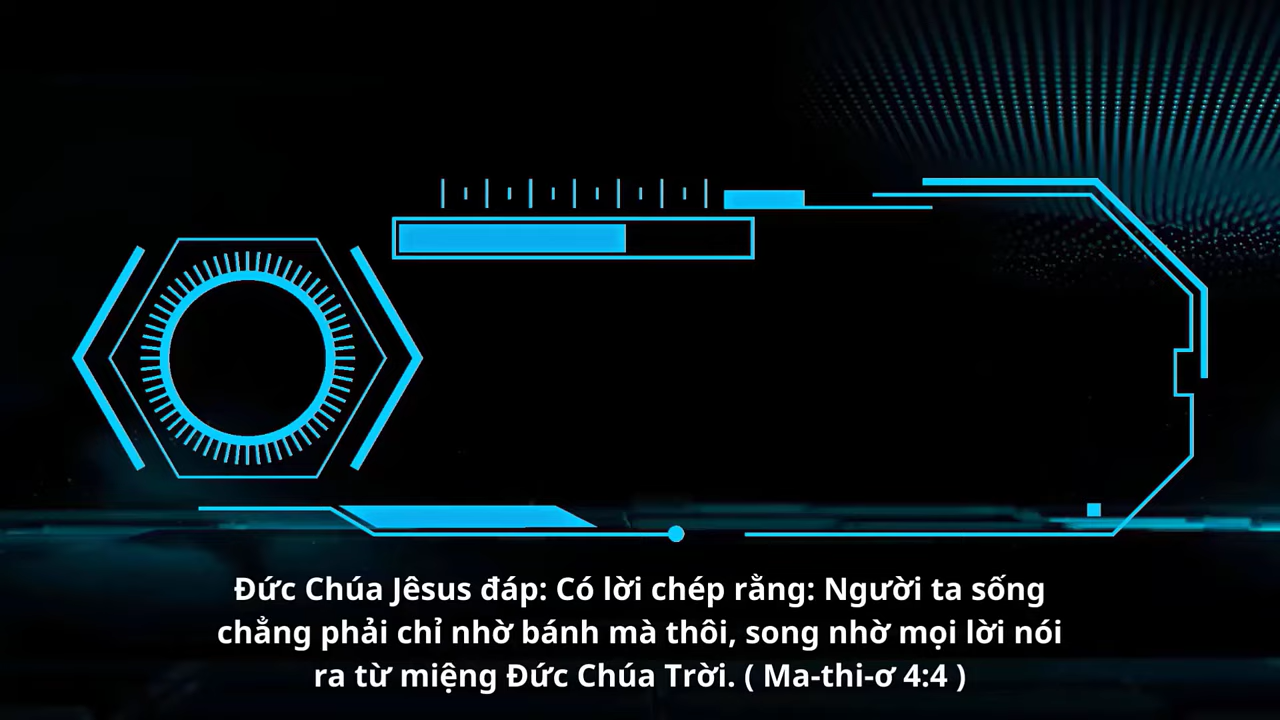 Đức Chúa Jêsus đáp: Có lời chép rằng: Người ta sống
chẳng phải chỉ nhờ bánh mà thôi, song nhờ mọi lời nói
ra từ miệng Đức Chúa Trời. ( Ma-thi-ơ 4:4 )